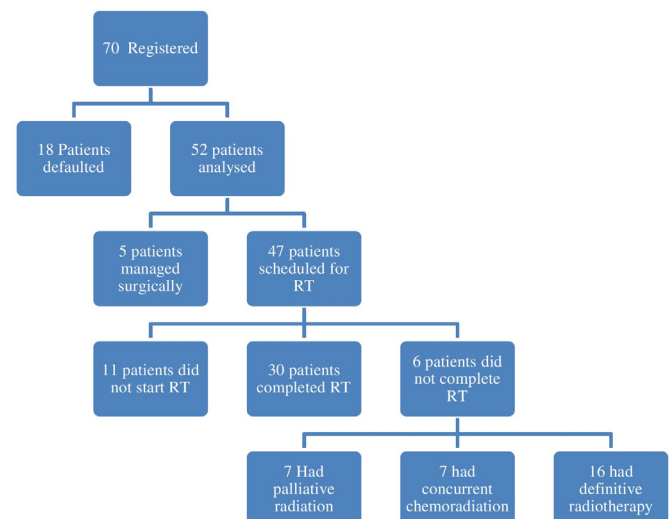 70  Registered
18 Patients
defaulted
52 patients
analysed
5 patients
managed
surgically
47 patients
scheduled for
RT
11 patients did
not start RT
30 patients
completed RT
6 patients did
not complete
RT
7 Had
palliative
radiation
7 had
concurrent
chemoradiation
16 had
definitive
radiotherapy